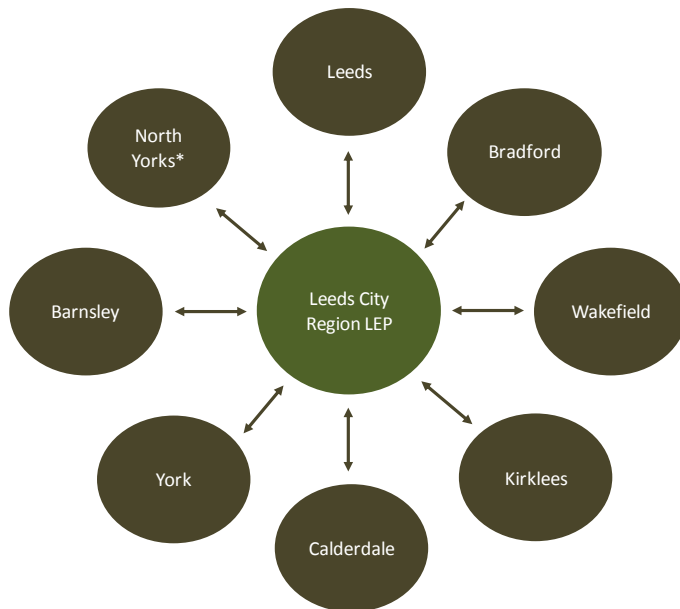 Leeds
North
Yorks*
Bradford
Leeds City
Region LEP
Barnsley
Wakefield
York
Kirklees
Calderdale